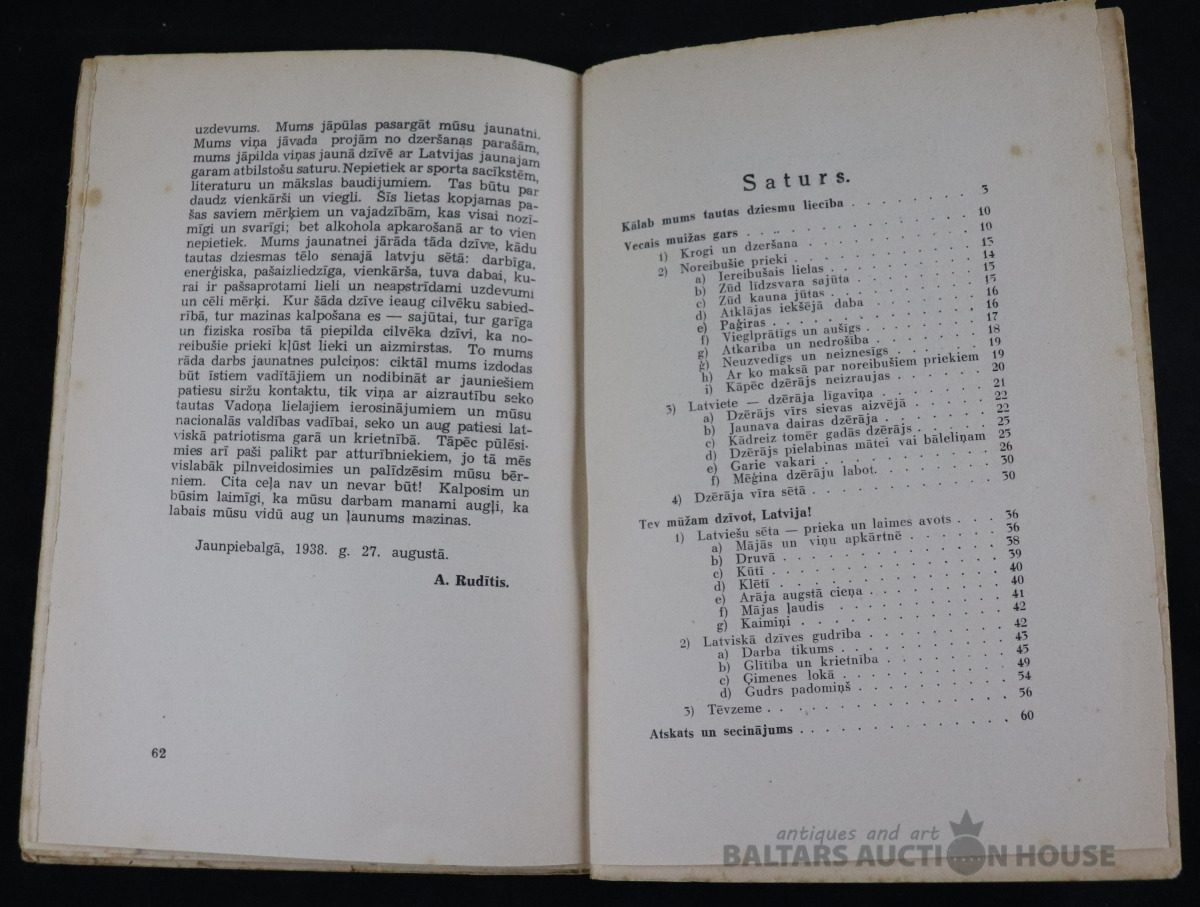 uzdevums. Mums jāpūlas pasargāt mūsu jaunatni.
Mums viņa jāvada projām no dzeršanas parašām,
mums jāpilda viņas jaunā dzīvē ar Latvijas jaunajam
garam atbilstošu saturu. Nepietiek ar sporta sacīkstēm,
literaturu un mākslas baudījumiem. Tas būtu par
daudz vienkārši un viegli. Šīs lietas kopjamas pa-
šas saviem mērķiem un vajadzībām, kas visai nozī-
mīgi un svarīgi; bet alkohola apkarošanā ar to vien
nepietiek. Mums jaunatnei jārāda tāda dzīve, kādu
tautas dziesmas tēlo senajā latvju sētā: darbīga,
enerģiska, pašaizliedzīga, vienkārša, tuva dabai, ku-
rai ir pašsaprotami lieli un neapstrīdami uzdevumi
un cēli mērķi. Kur šāda dzīve ieaug cilvēku sabied-
rībā, tur mazinas kalpošana es — sajūtai, tur garīga
un fiziska rosība tā piepilda cilvēka dzīvi, ka no-
reibušie prieki kļūst lieki un aizmirstas. To mums
rāda darbs jaunatnes pulciņos: ciktāl mums izdodas
būt īstiem vadītājiem un nodibināt ar jauniešiem
patiesu siržu kontaktu, tik viņa ar aizrautību seko
tautas Vadoņa lielajiem ierosinājumiem un mūsu
nacionalās valdības vadībai, seko un aug patiesi lat-
viskā patriotisma garā un krietnībā. Tāpēc pūlēsi-
mies arī paši palikt par atturībniekiem, jo tā mēs
vislabāk pilnveidosimies un palīdzēsim mūsu bēr-
niem. Cita ceļa nav un nevar būt! Kalposim un
būsim laimīgi, ka mūsu darbam manami augļi, ka
labais mūsu vidū aug un ļaunums mazinas.
Jaunpiebalgā, 1938. g. 27. augustā.
A. Rudītis.
62
Saturs.
Kālab mums tautas dziesmu liecība . . . . . . . . 3
Vecais muižas gars . . . . . . . . . . . . . 10
1) Krogi un dzeršana . . . . . . . . . . . 10
2) Noreibušie prieki . . . . . . . . . . . . 13
a) Iereibušais lielas . . . . . . . . . . . 14
b) Zūd līdzsvara sajūta . . . . . . . . . 15
c) Zūd kauna jūtas . . . . . . . . . . . 15
d) Atklājas iekšējā daba . . . . . . . . . 16
e) Paģiras . . . . . . . . . . . . . . 16
f) Vieglprātīgs un aušīgs . . . . . . . . 17
g) Atkarība un nedrošība . . . . . . . . 18
ģ) Neuzvedīgs un neiznesīgs . . . . . . . 19
h) Ar ko maksā par noreibušiem priekiem 19
i) Kāpēc dzērājs neizraujas . . . . . . . 20
3) Latviete — dzērāja līgaviņa . . . . . . . . 21
a) Dzērājs vīrs sievas aizvējā . . . . . . 22
b) Jaunava dairas dzērāja . . . . . . . . 22
c) Kādreiz tomēr gadās dzērājs . . . . . . 25
d) Dzērājs pielabinas mātei vai bāleliņam 25
e) Garie vakari . . . . . . . . . . . . 26
f) Mēģina dzērāju labot. . . . . . . . . 30
4) Dzērāja vīra sētā . . . . . . . . . . . 30
Tev mūžam dzīvot, Latvija!
1) Latviešu sēta — prieka un laimes avots . . . 36
a) Mājās un viņu apkārtnē . . . . . . . 36
b) Druvā . . . . . . . . . . . . . . 38
c) Kūtī . . . . . . . . . . . . . . . 39
d) Klētī . . . . . . . . . . . . . . 40
e) Arāja augstā cieņa . . . . . . . . . 40
f) Mājas ļaudis . . . . . . . . . . . 41
g) Kaimiņi . . . . . . . . . . . . . 42
2) Latviskā dzīves gudrība . . . . . . . . . 42
a) Darba tikums . . . . . . . . . . . 43
b) Glītība un krietnība . . . . . . . . . 45
c) Ģimenes lokā . . . . . . . . . . . 49
d) Gudrs padomiņš . . . . . . . . . . 54
3) Tēvzeme . . . . . . . . . . . . . . 56
Atskats un secinājums . . . . . . . . . . . . 60
antiques and art
BALTARS AUCTION HOUSE